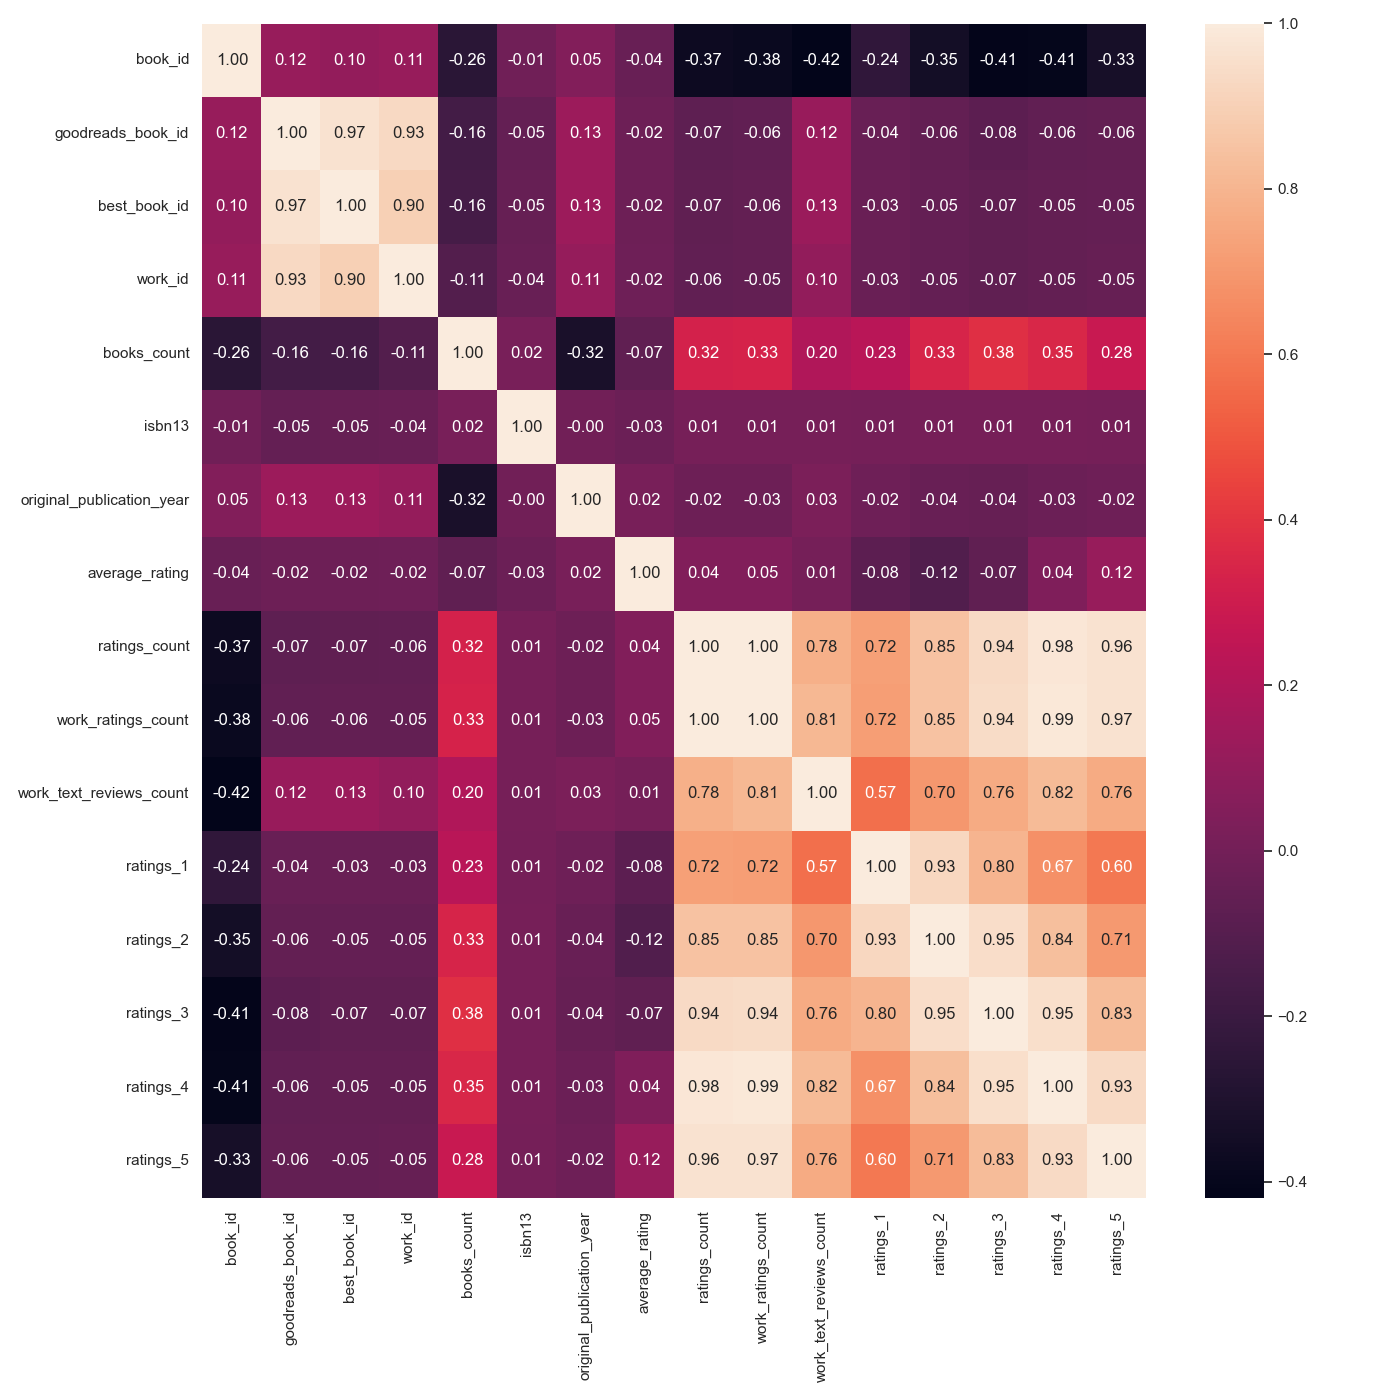 book_id 1.00 0.12 0.10 0.11 -0.26 -0.01 0.05 -0.04 -0.37 -0.38 -0.42 -0.24 -0.35 -0.41 -0.41 -0.33
goodreads_book_id 0.12 1.00 0.97 0.93 -0.16 -0.05 0.13 -0.02 -0.07 -0.06 0.12 -0.04 -0.06 -0.08 -0.06 -0.06
best_book_id 0.10 0.97 1.00 0.90 -0.16 -0.05 0.13 -0.02 -0.07 -0.06 0.13 -0.03 -0.05 -0.07 -0.05 -0.05
work_id 0.11 0.93 0.90 1.00 -0.11 -0.04 0.11 -0.02 -0.06 -0.05 0.10 -0.03 -0.05 -0.07 -0.05 -0.05
books_count -0.26 -0.16 -0.16 -0.11 1.00 0.02 -0.32 -0.07 0.32 0.33 0.20 0.23 0.33 0.38 0.35 0.28
isbn13 -0.01 -0.05 -0.05 -0.04 0.02 1.00 -0.00 -0.03 0.01 0.01 0.01 0.01 0.01 0.01 0.01 0.01
original_publication_year 0.05 0.13 0.13 0.11 -0.32 -0.00 1.00 0.02 -0.02 -0.03 0.03 -0.02 -0.04 -0.04 -0.03 -0.02
average_rating -0.04 -0.02 -0.02 -0.02 -0.07 -0.03 0.02 1.00 0.04 0.05 0.01 -0.08 -0.12 -0.07 0.04 0.12
ratings_count -0.37 -0.07 -0.07 -0.06 0.32 0.01 -0.02 0.04 1.00 1.00 0.78 0.72 0.85 0.94 0.98 0.96
work_ratings_count -0.38 -0.06 -0.06 -0.05 0.33 0.01 -0.03 0.05 1.00 1.00 0.81 0.72 0.85 0.94 0.99 0.97
work_text_reviews_count -0.42 0.12 0.13 0.10 0.20 0.01 0.03 0.01 0.78 0.81 1.00 0.57 0.70 0.76 0.82 0.76
ratings_1 -0.24 -0.04 -0.03 -0.03 0.23 0.01 -0.02 -0.08 0.72 0.72 0.57 1.00 0.93 0.80 0.67 0.60
ratings_2 -0.35 -0.06 -0.05 -0.05 0.33 0.01 -0.04 -0.12 0.85 0.85 0.70 0.93 1.00 0.95 0.84 0.71
ratings_3 -0.41 -0.08 -0.07 -0.07 0.38 0.01 -0.04 -0.07 0.94 0.94 0.76 0.80 0.95 1.00 0.95 0.83
ratings_4 -0.41 -0.06 -0.05 -0.05 0.35 0.01 -0.03 0.04 0.98 0.99 0.82 0.67 0.84 0.95 1.00 0.93
ratings_5 -0.33 -0.06 -0.05 -0.05 0.28 0.01 -0.02 0.12 0.96 0.97 0.76 0.60 0.71 0.83 0.93 1.00
book_id
goodreads_book_id
best_book_id
work_id
books_count
isbn13
original_publication_year
average_rating
ratings_count
work_ratings_count
work_text_reviews_count
ratings_1
ratings_2
ratings_3
ratings_4
ratings_5
1.0
0.8
0.6
0.4
0.2
0.0
−0.2
−0.4